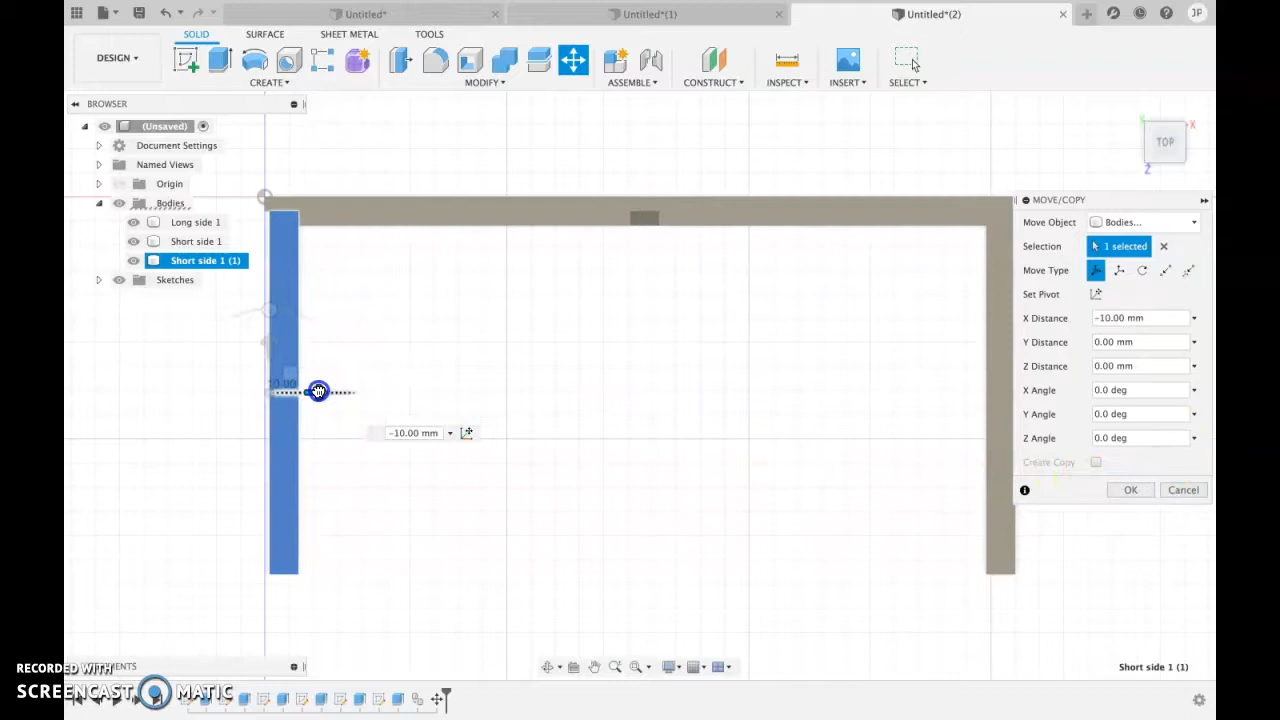 Untitled*
Untitled*(1)
Untitled*(2)
JP
DESIGN
SOLID
SURFACE
SHEET METAL
TOOLS
CREATE
MODIFY
ASSEMBLE
CONSTRUCT
INSPECT
INSERT
SELECT
BROWSER
(Unsaved)
Document Settings
Named Views
Origin
Bodies
Long side 1
Short side 1
Short side 1 (1)
Sketches
TOP
X
Z
10.00
-10.00 mm
MOVE/COPY
Move Object Bodies...
Selection 1 selected
Move Type
Set Pivot
X Distance -10.00 mm
Y Distance 0.00 mm
Z Distance 0.00 mm
X Angle 0.0 deg
Y Angle 0.0 deg
Z Angle 0.0 deg
Create Copy
OK Cancel
Short side 1 (1)
RECORDED WITH
SCREENCAST MATIC